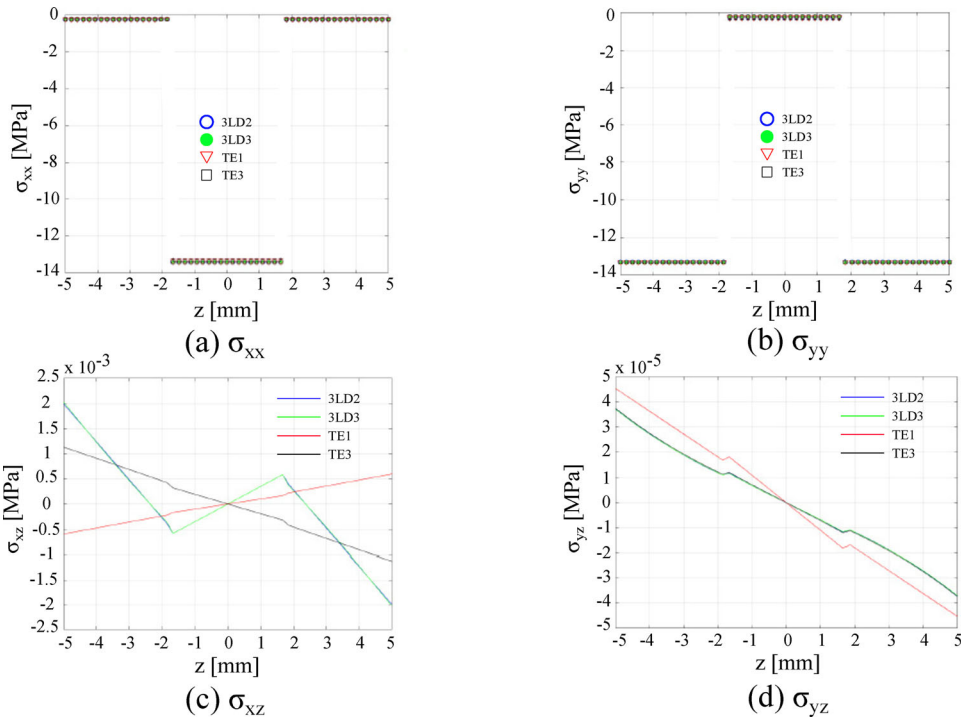 0
-2
-4
-6
-8
-10
-12
-14
σxx [MPa]
3LD2
3LD3
TE1
TE3
-5 -4 -3 -2 -1 0 1 2 3 4 5
z [mm]
(a) σxx
0
-2
-4
-6
-8
-10
-12
-14
σyy [MPa]
3LD2
3LD3
TE1
TE3
-5 -4 -3 -2 -1 0 1 2 3 4 5
z [mm]
(b) σyy
x 10-3
2.5
2
1.5
1
0.5
0
-0.5
-1
-1.5
-2
-2.5
σxz [MPa]
3LD2
3LD3
TE1
TE3
-5 -4 -3 -2 -1 0 1 2 3 4 5
z [mm]
(c) σxz
x 10-5
5
4
3
2
1
0
-1
-2
-3
-4
-5
σyz [MPa]
3LD2
3LD3
TE1
TE3
-5 -4 -3 -2 -1 0 1 2 3 4 5
z [mm]
(d) σyz